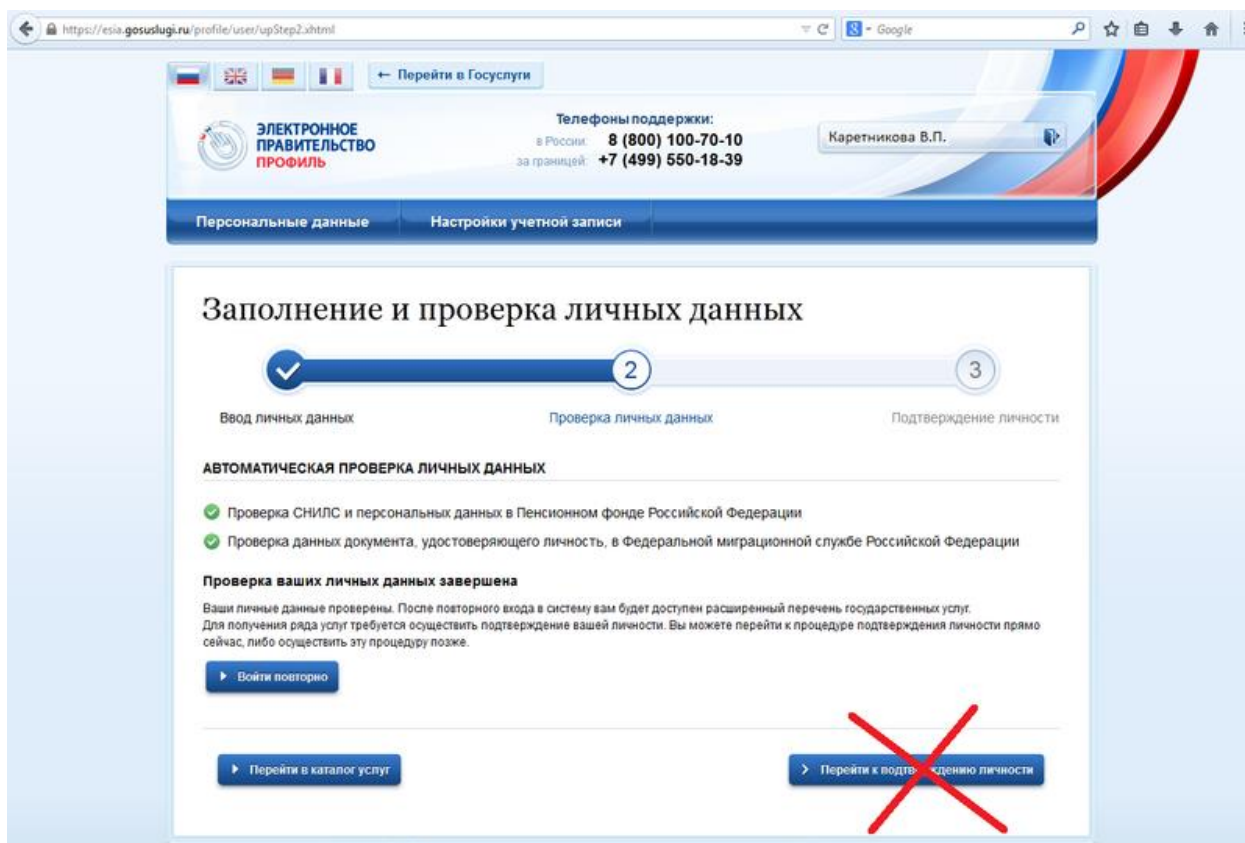 https://esia.gosuslugi.ru/profile/user/upStep2.xhtml
Google
← Перейти в Госуслуги
ЭЛЕКТРОННОЕ
ПРАВИТЕЛЬСТВО
ПРОФИЛЬ
Телефоны поддержки:
в России: 8 (800) 100-70-10
за границей: +7 (499) 550-18-39
Каретникова В.П.
Персональные данные Настройки учетной записи
Заполнение и проверка личных данных
2 3
Ввод личных данных Проверка личных данных Подтверждение личности
АВТОМАТИЧЕСКАЯ ПРОВЕРКА ЛИЧНЫХ ДАННЫХ
Проверка СНИЛС и персональных данных в Пенсионном фонде Российской Федерации
Проверка данных документа, удостоверяющего личность, в Федеральной миграционной службе Российской Федерации
Проверка ваших личных данных завершена
Ваши личные данные проверены. После повторного входа в систему вам будет доступен расширенный перечень государственных услуг.
Для получения ряда услуг требуется осуществить подтверждение вашей личности. Вы можете перейти к процедуре подтверждения личности прямо
сейчас, либо осуществить эту процедуру позже.
Войти повторно
Перейти в каталог услуг Перейти к подтверждению личности